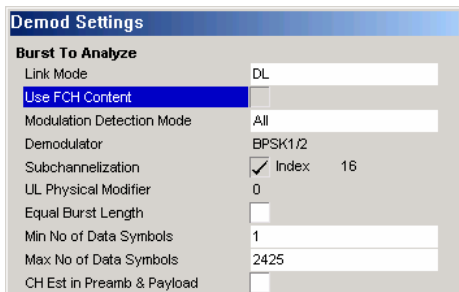 Demod Settings
Burst To Analyze
Link Mode DL
Use FCH Content
Modulation Detection Mode All
Demodulator BPSK1/2
Subchannelization Index 16
UL Physical Modifier 0
Equal Burst Length
Min No of Data Symbols 1
Max No of Data Symbols 2425
CH Est in Preamb & Payload